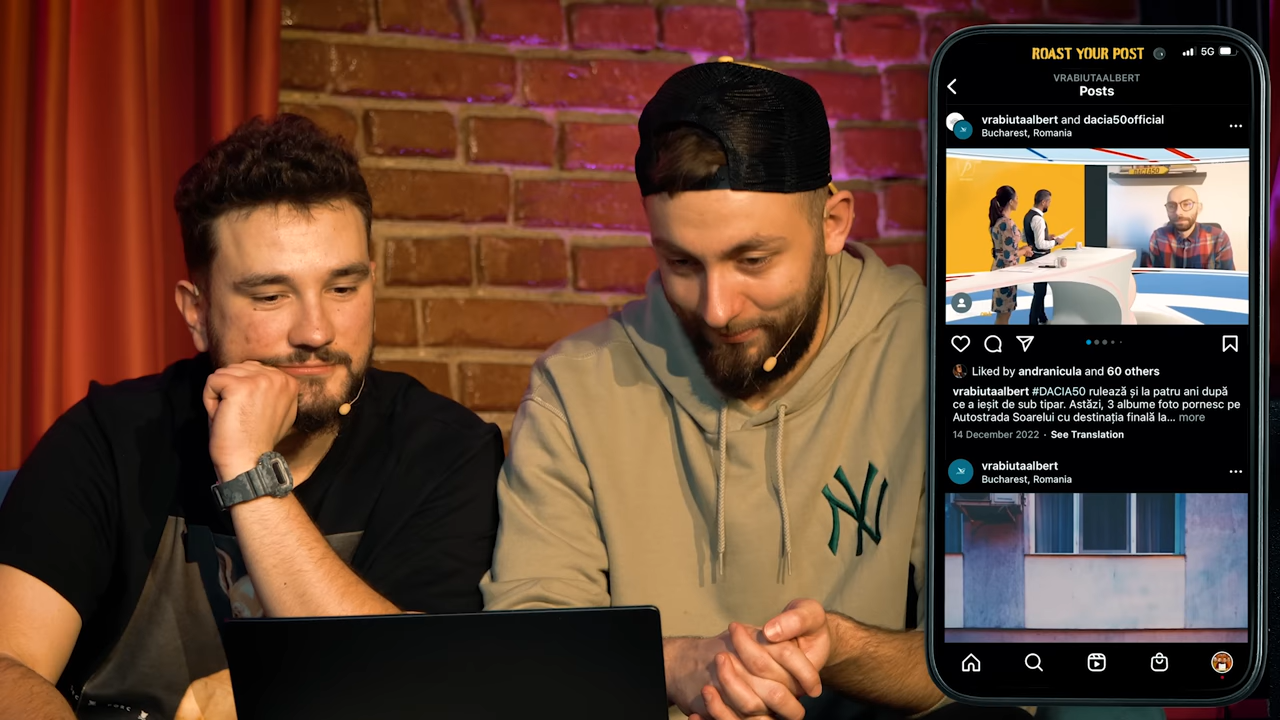 ROAST YOUR POST
5G
VRABIUTAALBERT
Posts
vrabiutaalbert and dacia50official
Bucharest, Romania
DACIA50
Liked by andranicula and 60 others
vrabiutaalbert #DACIA50 rulează și la patru ani după
ce a ieșit de sub tipar. Astăzi, 3 albume foto pornesc pe
Autostrada Soarelui cu destinația finală la... more
14 December 2022 · See Translation
vrabiutaalbert
Bucharest, Romania
NY